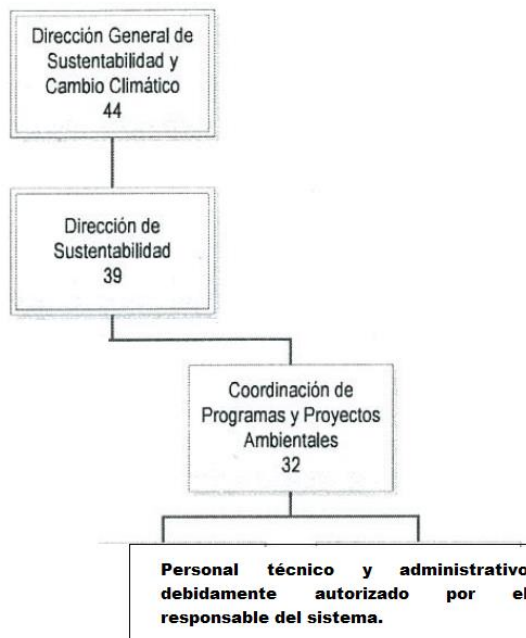 Dirección General de
Sustentabilidad y
Cambio Climático
44
Dirección de
Sustentabilidad
39
Coordinación de
Programas y Proyectos
Ambientales
32
Personal técnico y administrativo
debidamente autorizado por el
responsable del sistema.